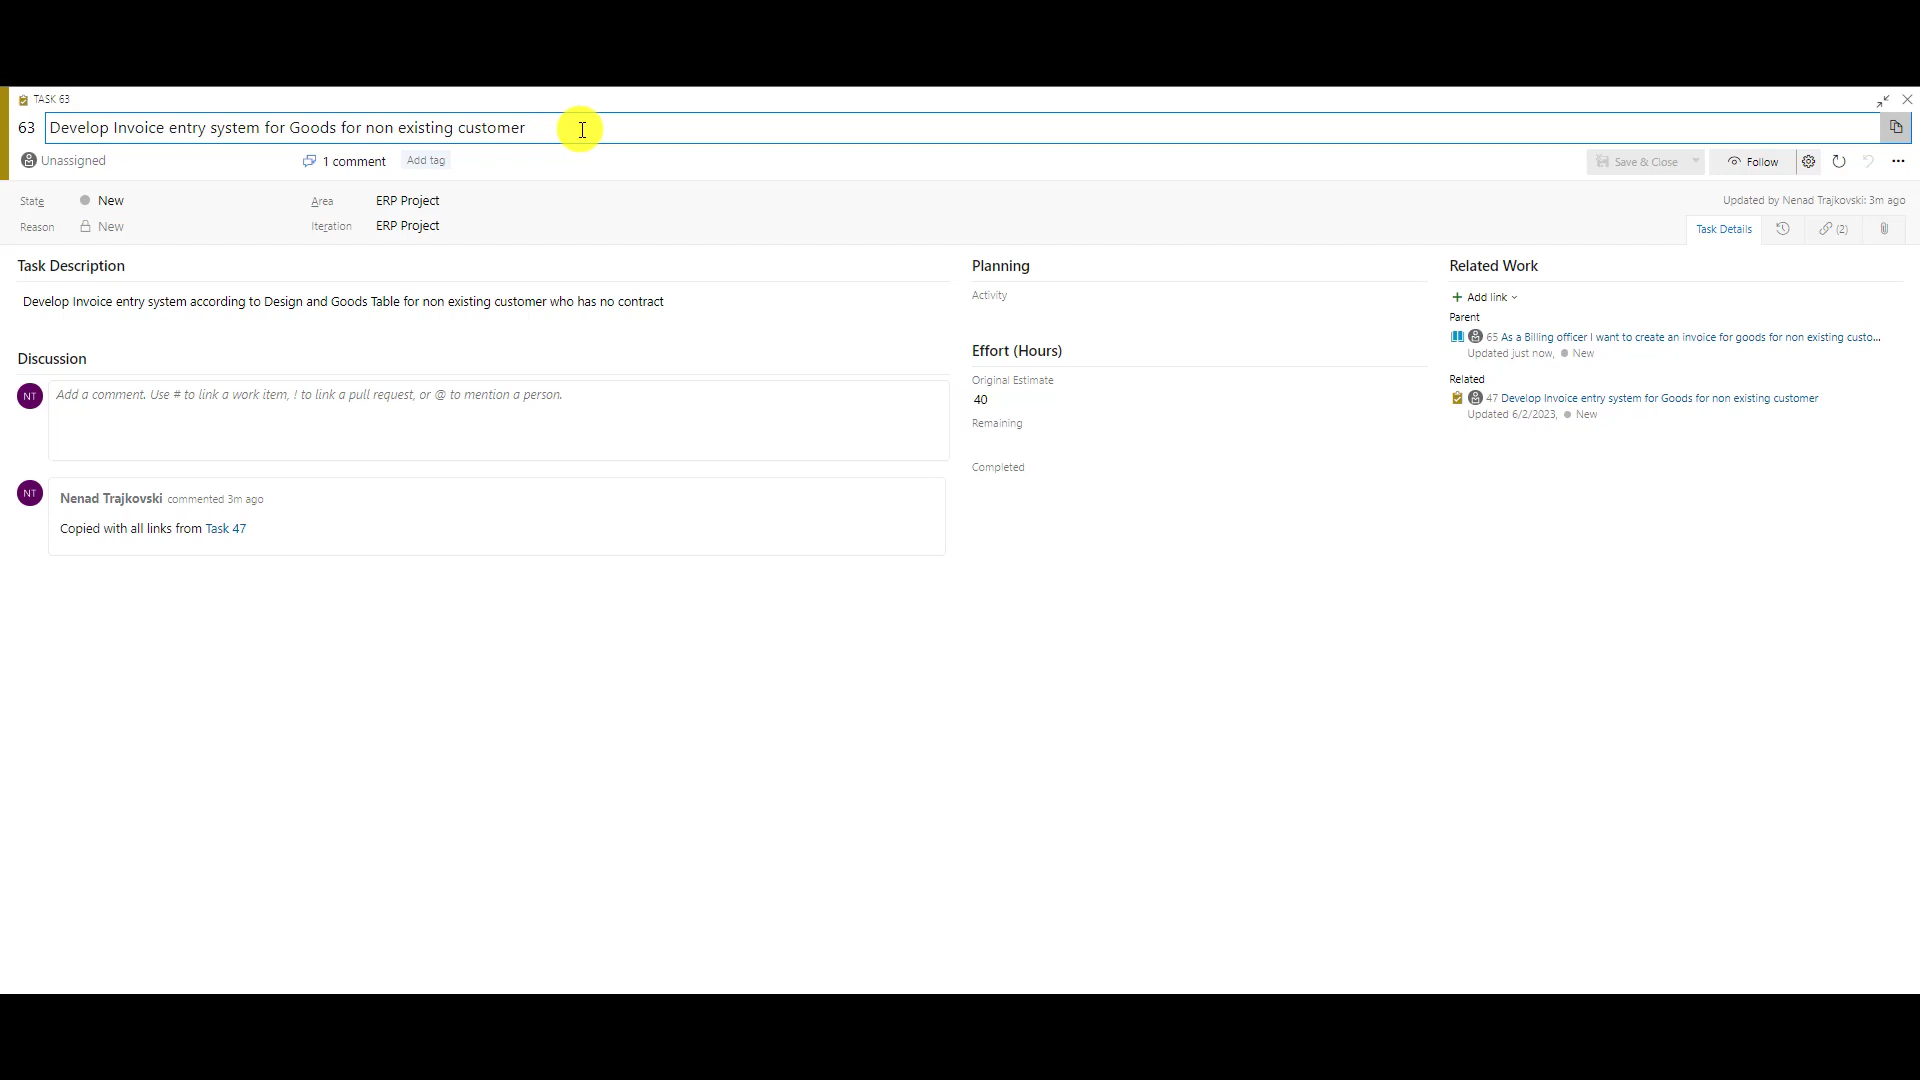 TASK 63
63 Develop Invoice entry system for Goods for non existing customer
Unassigned 1 comment Add tag Save & Close Follow
State New Area ERP Project Updated by Nenad Trajkovski: 3m ago
Reason New Iteration ERP Project
Task Details (2)
Task Description
Develop Invoice entry system according to Design and Goods Table for non existing customer who has no contract
Discussion
NT
Add a comment. Use # to link a work item, ! to link a pull request, or @ to mention a person.
NT
Nenad Trajkovski commented 3m ago
Copied with all links from Task 47
Planning
Activity
Effort (Hours)
Original Estimate
40
Remaining
Completed
Related Work
Add link
Parent
65 As a Billing officer I want to create an invoice for goods for non existing custo...
Updated just now, New
Related
47 Develop Invoice entry system for Goods for non existing customer
Updated 6/2/2023, New